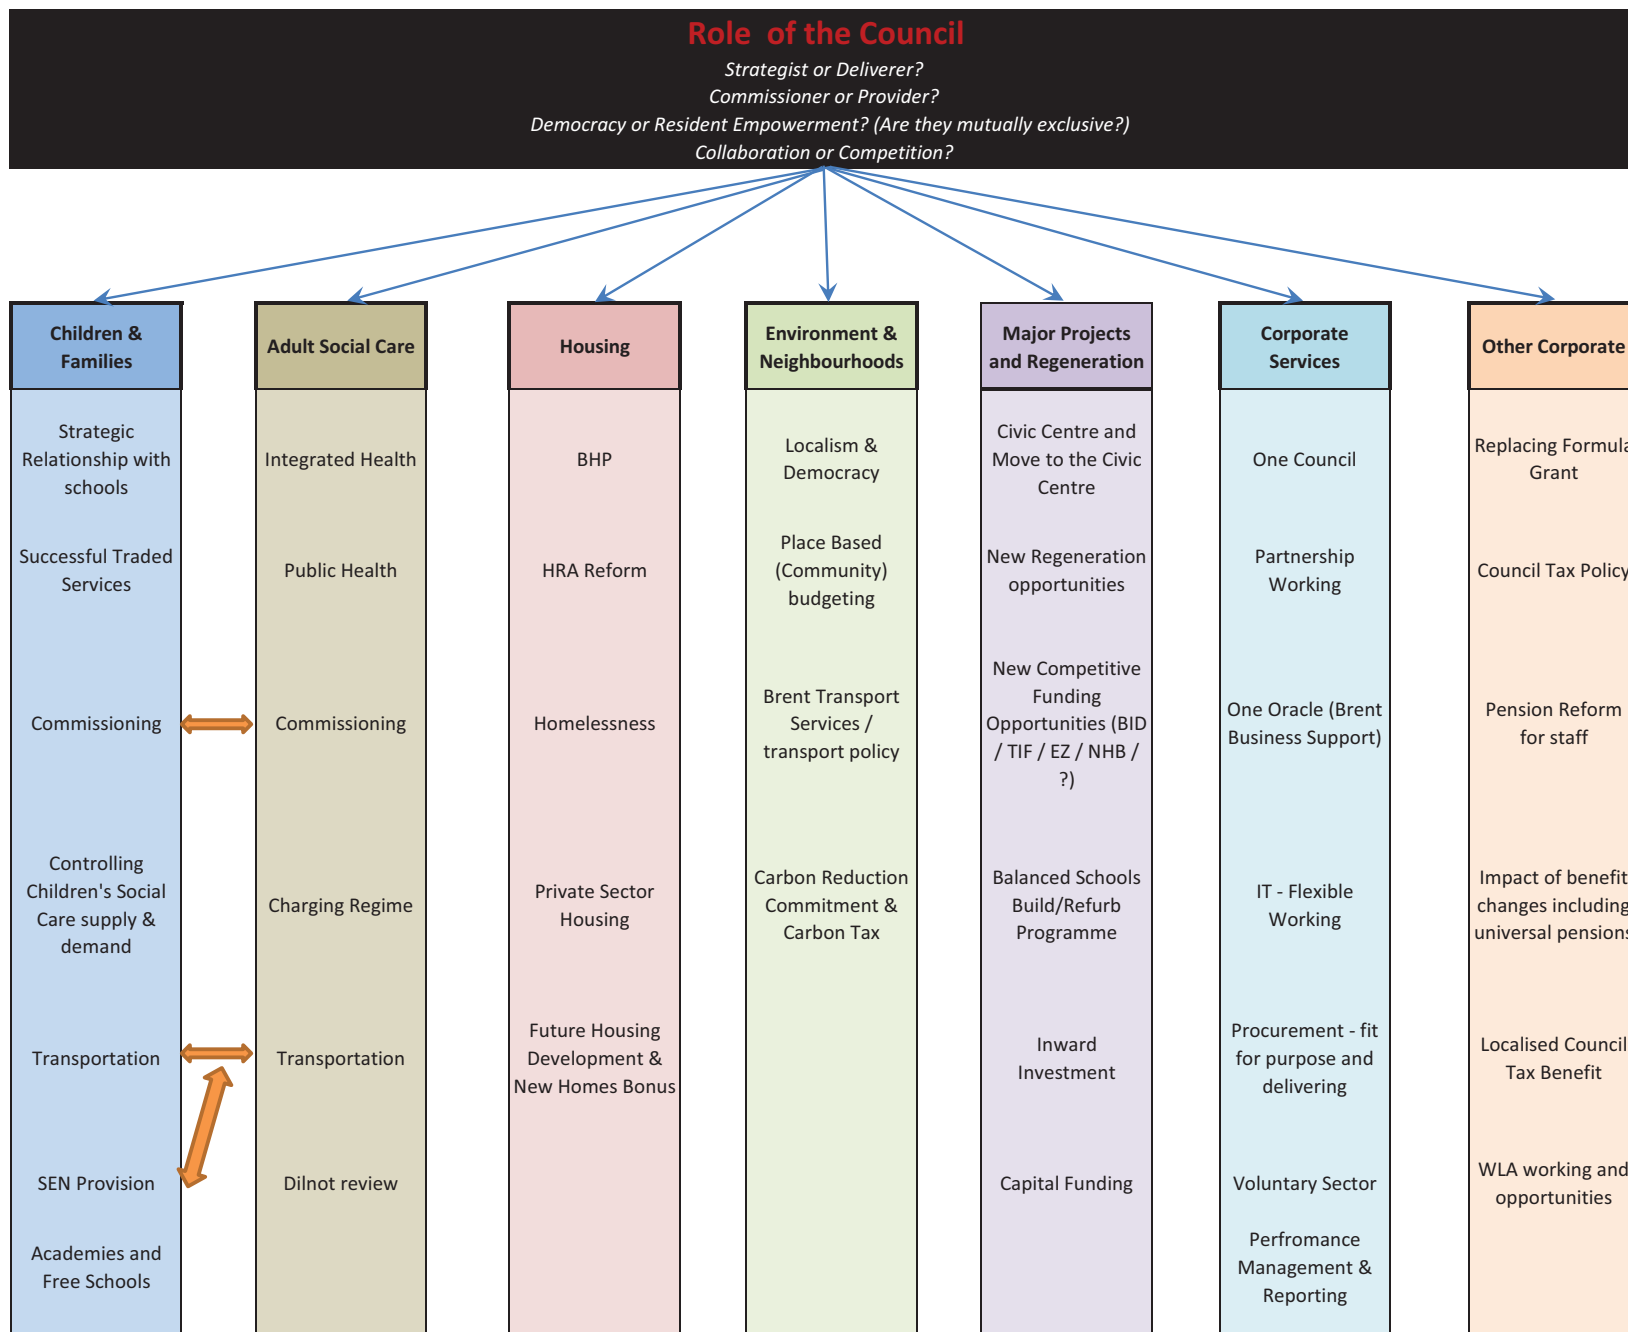 Role  of the Council
Strategist or Deliverer?
Commissioner or Provider?
Democracy or Resident Empowerment? (Are they mutually exclusive?)
Collaboration or Competition?
Children &
Families
Strategic
Relationship with
schools
Successful Traded
Services
Commissioning
Controlling
Children's Social
Care supply &
demand
Transportation
SEN Provision
Academies and
Free Schools
Adult Social Care
Integrated Health
Public Health
Commissioning
Charging Regime
Transportation
Dilnot review
Housing
BHP
HRA Reform
Homelessness
Private Sector
Housing
Future Housing
Development &
New Homes Bonus
Environment &
Neighbourhoods
Localism &
Democracy
Place Based
(Community)
budgeting
Brent Transport
Services /
transport policy
Carbon Reduction
Commitment &
Carbon Tax
Major Projects
and Regeneration
Civic Centre and
Move to the Civic
Centre
New Regeneration
opportunities
New Competitive
Funding
Opportunities (BID
/ TIF / EZ / NHB /
?)
Balanced Schools
Build/Refurb
Programme
Inward
Investment
Capital Funding
Corporate
Services
One Council
Partnership
Working
One Oracle (Brent
Business Support)
IT - Flexible
Working
Procurement - fit
for purpose and
delivering
Voluntary Sector
Perfromance
Management &
Reporting
Other Corporate
Replacing Formula
Grant
Council Tax Policy
Pension Reform
for staff
Impact of benefit
changes including
universal pensions
Localised Council
Tax Benefit
WLA working and
opportunities